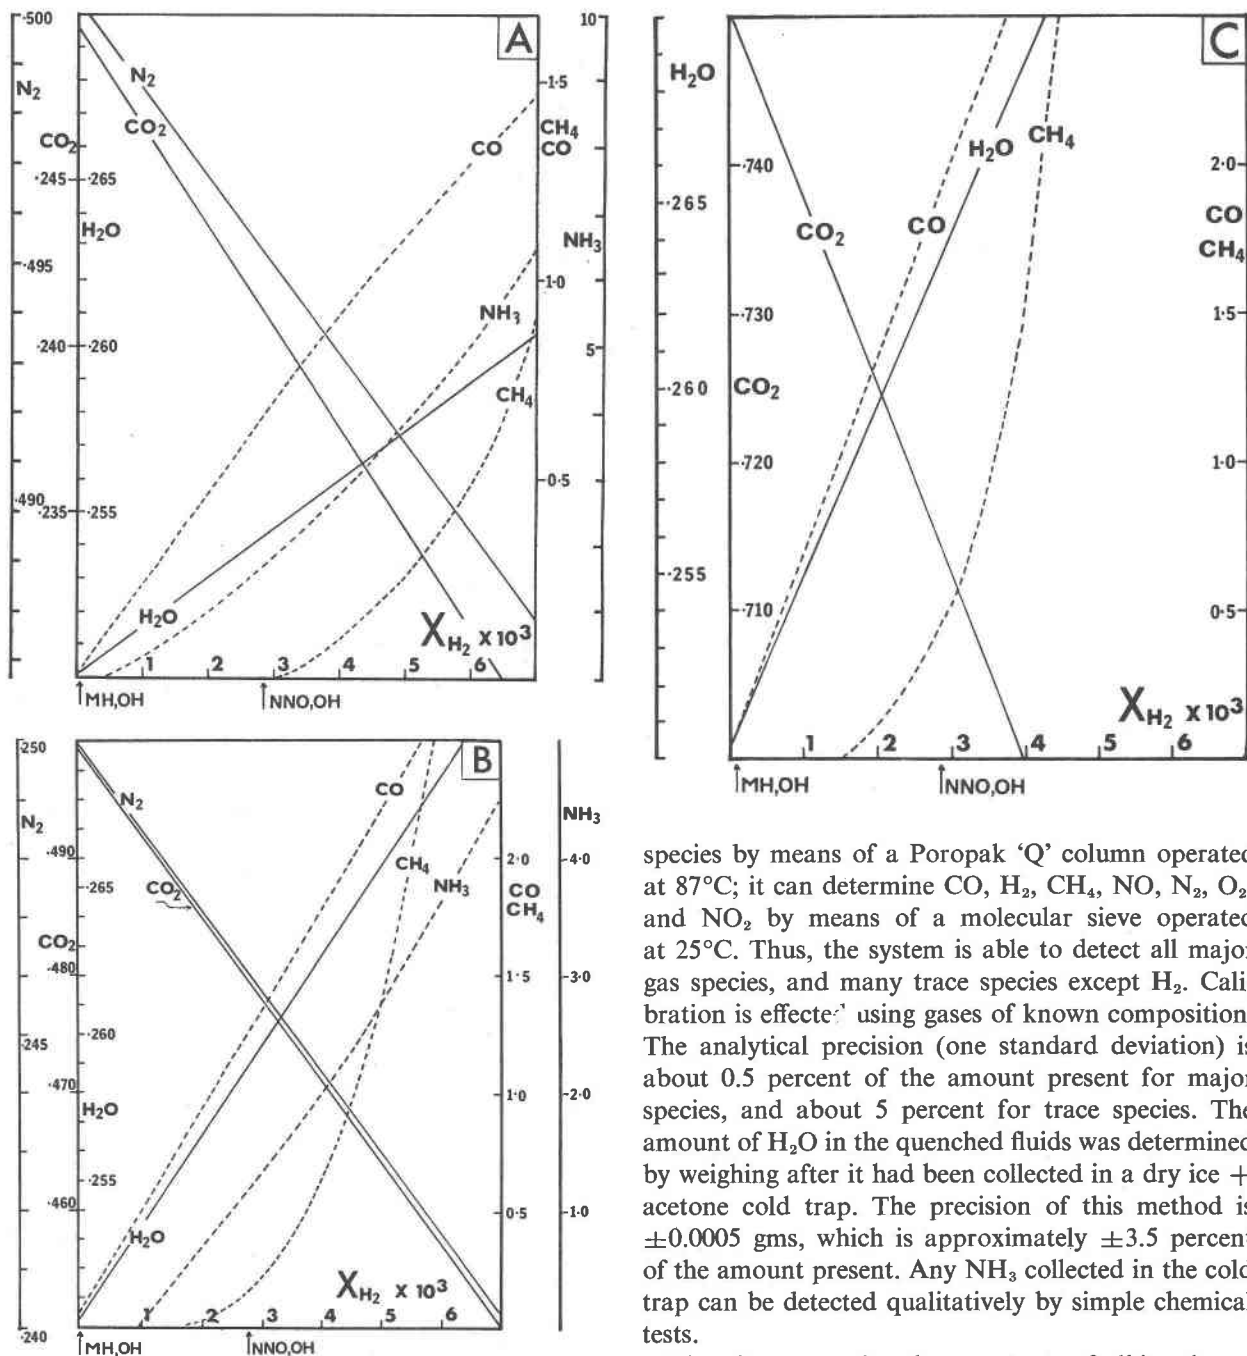 ·500
N₂
CO₂
·245
·265
H₂O
·495
·240
·260
·490
·235
·255
N₂
CO₂
CO
NH₃
CH₄
H₂O
A
10
1·5
CH₄
CO
NH₃
1·0
5
0·5
X_H₂ x 10³
1 2 3 4 5 6
↑MH,OH ↑NNO,OH
·250
N₂
·490
·265
CO₂
·480
·260
·245
·470
H₂O
·255
·460
·240
N₂
CO₂
CO
CH₄
NH₃
H₂O
B
NH₃
2·0
4·0
CO
CH₄
1·5
3·0
1·0
2·0
0·5
1·0
X_H₂ x 10³
1 2 3 4 5 6
↑MH,OH ↑NNO,OH
H₂O
·740
·265
·730
·260
CO₂
·720
·255
·710
CO₂
CO
H₂O
CH₄
C
2·0
CO
CH₄
1·5
1·0
0·5
X_H₂ x 10³
1 2 3 4 5 6
↑MH,OH ↑NNO,OH
species by means of a Poropak ‘Q’ column operated
at 87°C; it can determine CO, H₂, CH₄, NO, N₂, O₂
and NO₂ by means of a molecular sieve operated
at 25°C. Thus, the system is able to detect all major
gas species, and many trace species except H₂. Cali
bration is effected using gases of known composition
The analytical precision (one standard deviation) is
about 0.5 percent of the amount present for major
species, and about 5 percent for trace species. The
amount of H₂O in the quenched fluids was determined
by weighing after it had been collected in a dry ice +
acetone cold trap. The precision of this method is
±0.0005 gms, which is approximately ±3.5 percent
of the amount present. Any NH₃ collected in the cold
trap can be detected qualitatively by simple chemical
tests.